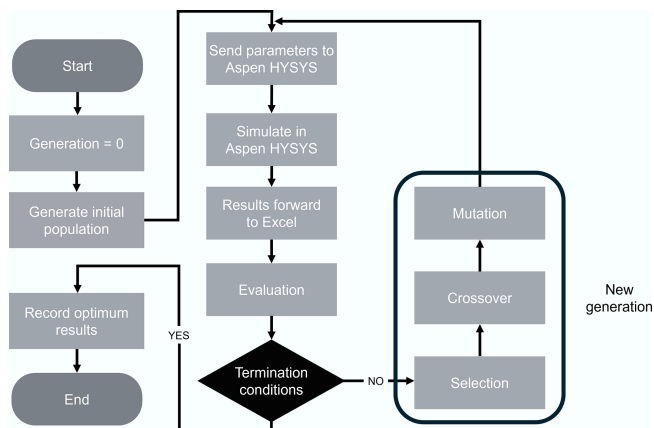 Start
Generation = 0
Generate initial
population
Send parameters to
Aspen HYSYS
Simulate in
Aspen HYSYS
Results forward
to Excel
Evaluation
Termination
conditions
YES
NO
Record optimum
results
End
Selection
Crossover
Mutation
New
generation